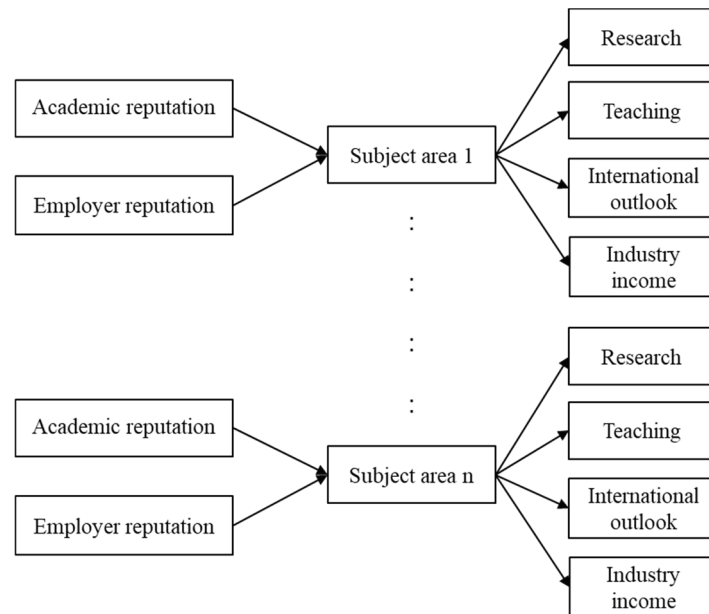 Research
Academic reputation
Teaching
Subject area 1
Employer reputation
International
outlook
:
Industry
income
:
:
Research
:
Academic reputation
Teaching
Subject area n
Employer reputation
International
outlook
Industry
income